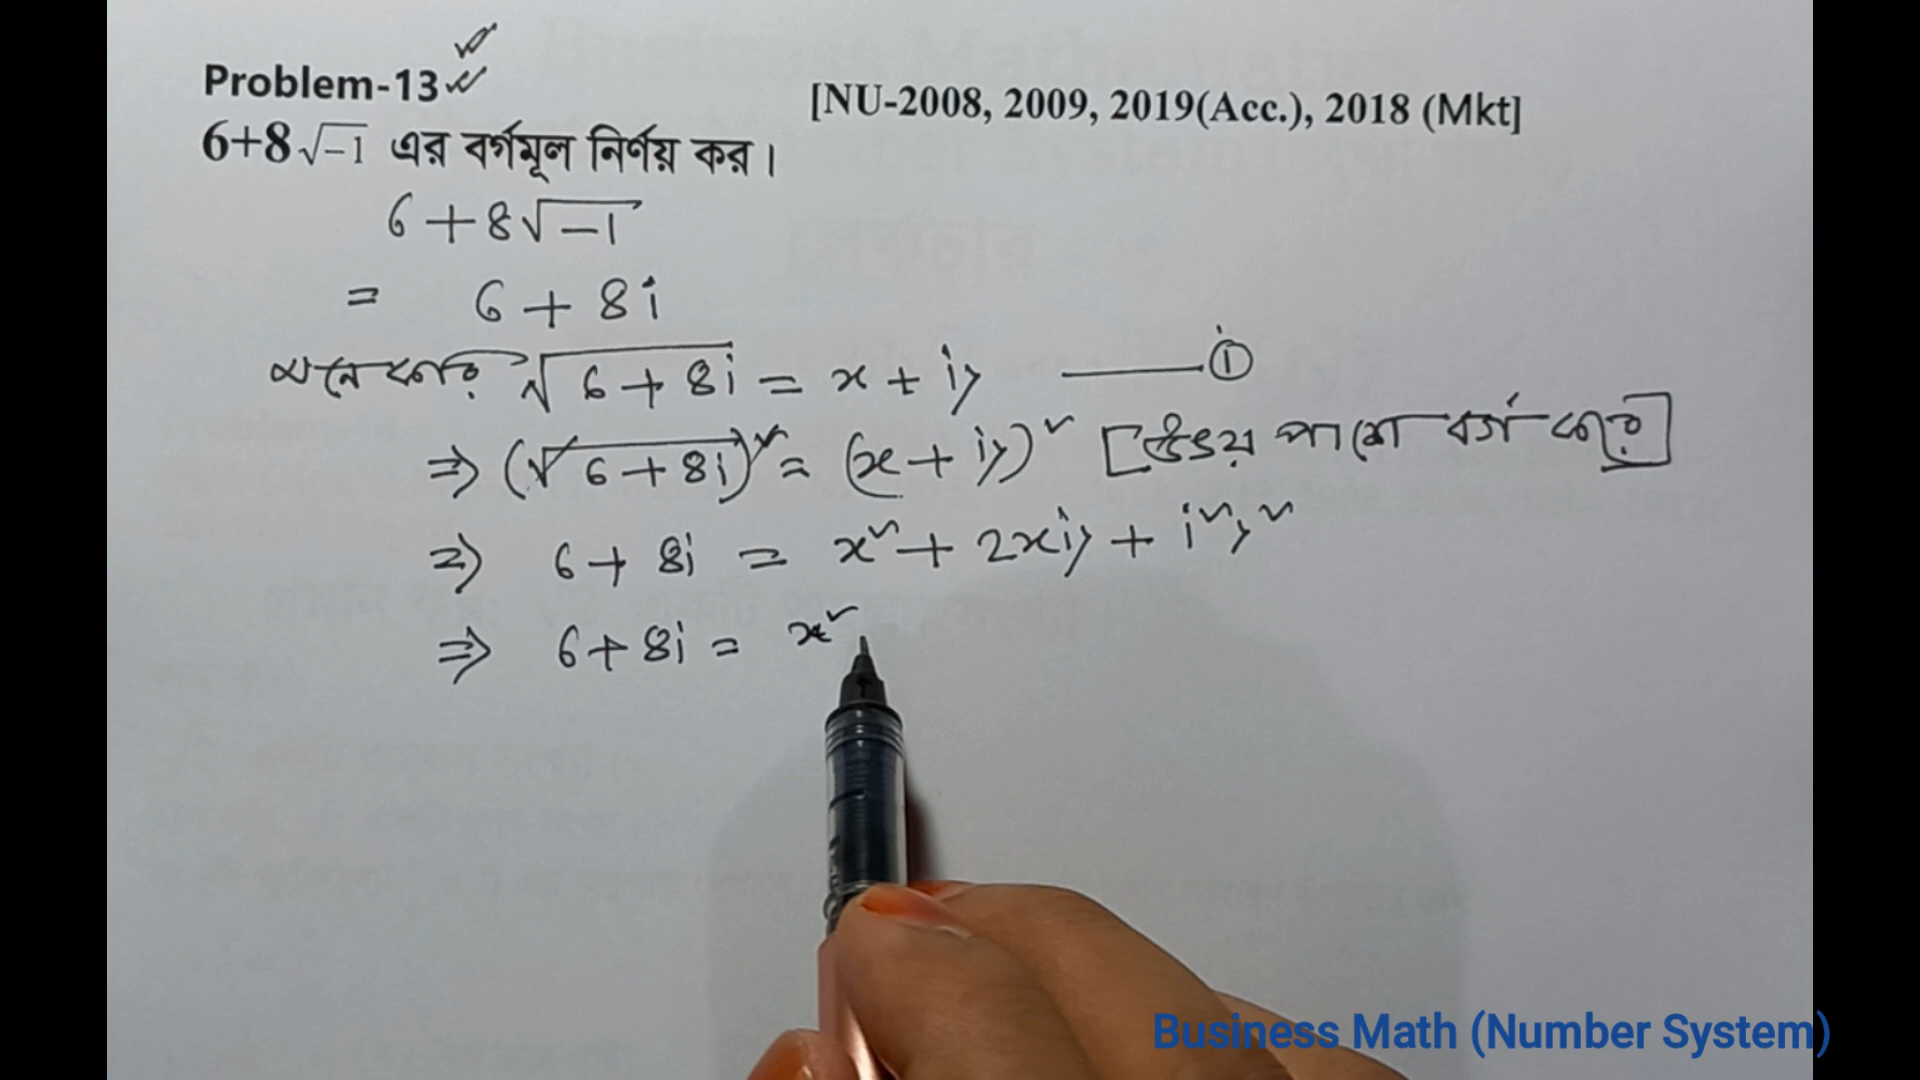 Problem-13
[NU-2008, 2009, 2019(Acc.), 2018 (Mkt]
6+8√-1 এর বর্গমূল নির্ণয় কর।
6+8√-1
= 6+8i
মনেকরি √6+8i = x+iy ——— ①
⇒ (√6+8i)² = (x+iy)² [উভয় পাশে বর্গ করে]
⇒ 6+8i = x²+2xiy+i²y²
⇒ 6+8i = x²
Business Math (Number System)